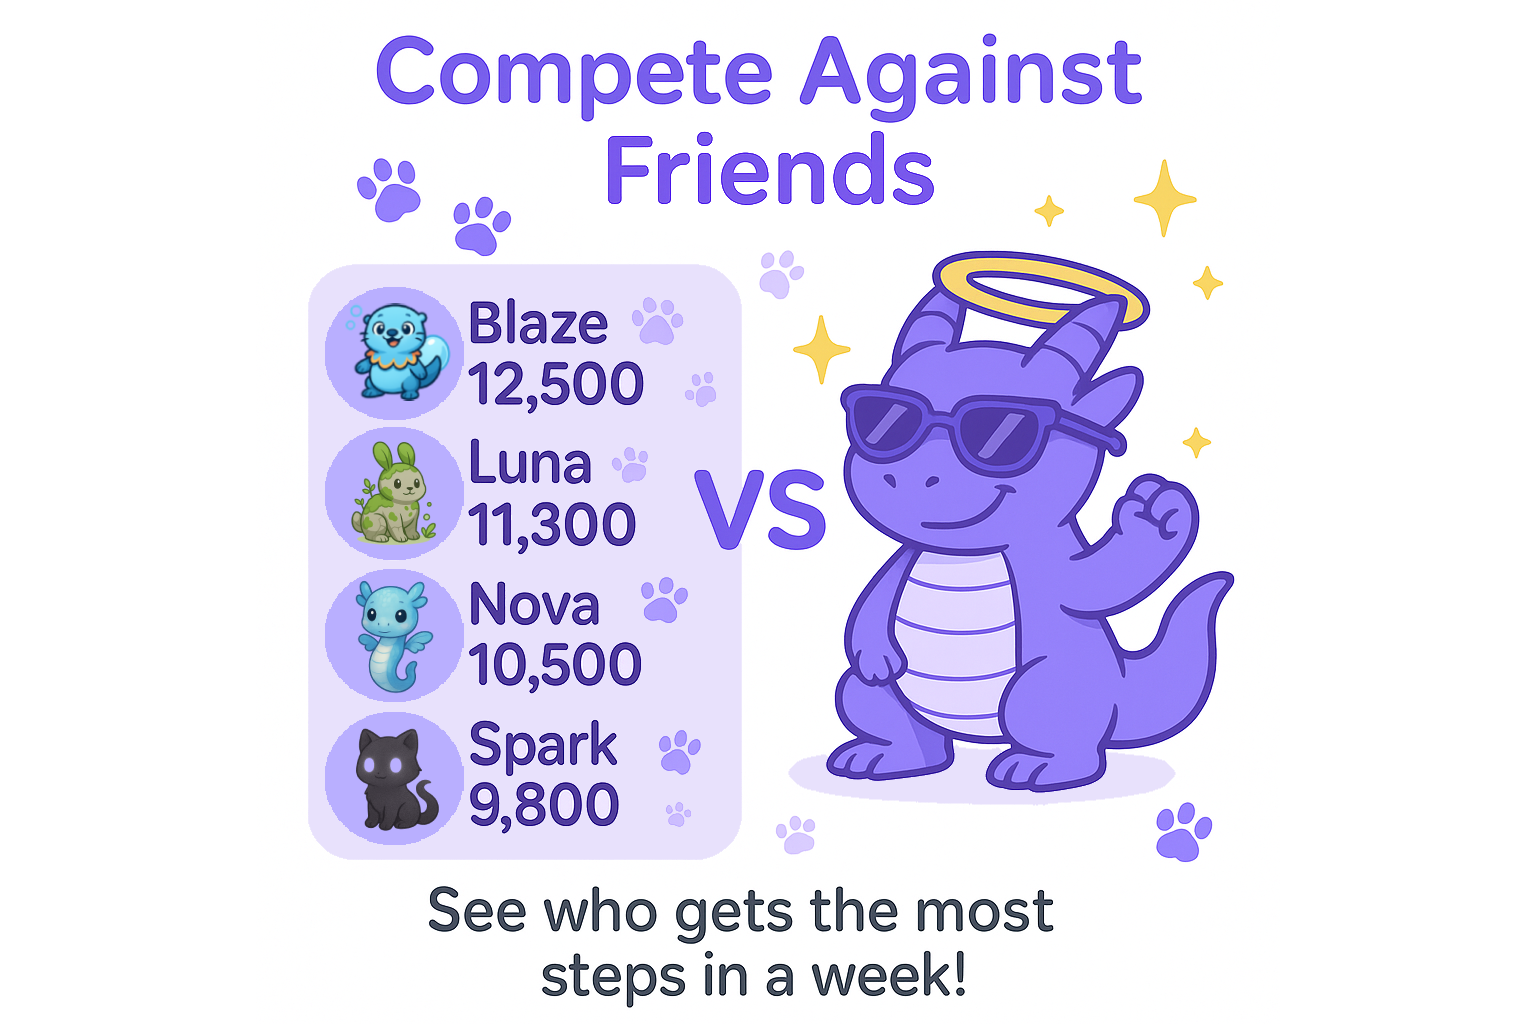 Compete Against
Friends
Blaze
12,500
Luna
11,300
Nova
10,500
Spark
9,800
VS
See who gets the most
steps in a week!